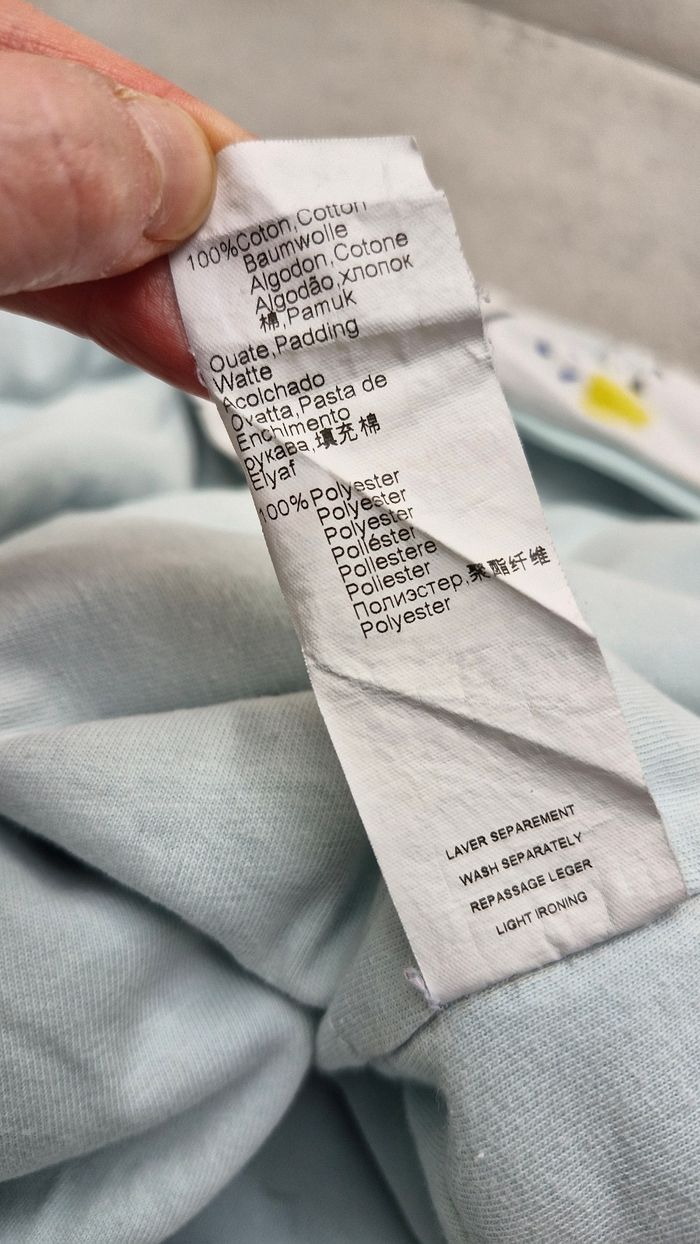 100%Coton,Cotton
Baumwolle
Algodon,Cotone
Algodão,хлопок
棉,Pamuk
Ouate,Padding
Watte
Acolchado
Ovatta,Pasta de
Enchimento
рукава,填充棉
Elyaf
100%Polyester
Polyester
Polyester
Poliéster
Poliestere
Poliester
Полиэстер,聚酯纤维
Polyester
LAVER SEPAREMENT
WASH SEPARATELY
REPASSAGE LEGER
LIGHT IRONING